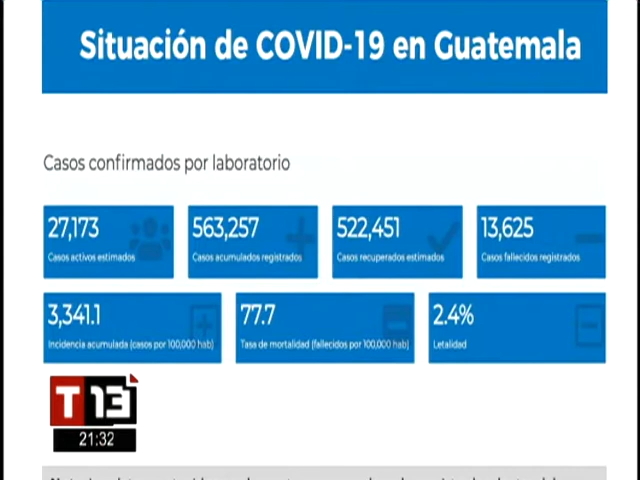 Situación de COVID-19 en Guatemala
Casos confirmados por laboratorio
27,173
Casos activos estimados
563,257
Casos acumulados registrados
522,451
Casos recuperados estimados
13,625
Casos fallecidos registrados
3,341.1
Incidencia acumulada (casos por 100,000 hab)
77.7
Tasa de mortalidad (fallecidos por 100,000 hab)
2.4%
Letalidad
T13
21:32